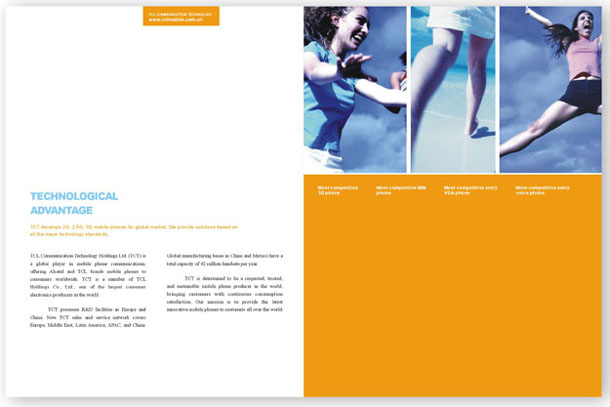 TCL COMMUNICATION TECHNOLOGY
www.tclmobile.com.cn
TECHNOLOGICAL
ADVANTAGE
TCT develops 2G, 2.5G, 3G mobile phones for global market. We provide solutions based on
all the major technology standards.
TCL Communication Technology Holdings Ltd. (TCT) is
a global player in mobile phone communications,
offering Alcatel and TCL brands mobile phones to
consumers worldwide. TCT is a member of TCL
Holdings Co., Ltd., one of the largest consumer
electronics producers in the world.
TCT possesses R&D facilities in Europe and
China. Now TCT sales and service network covers
Europe, Middle East, Latin America, APAC, and China.
Global manufacturing bases in China and Mexico have a
total capacity of 42 million handsets per year.
TCT is determined to be a respected, trusted,
and sustainable mobile phone producer in the world,
bringing customers with continuous consumption
satisfaction. Our mission is to provide the latest
innovative mobile phones to customers all over the world.
Most competitive
3G phone
Most competitive MM
phone
Most competitive entry
VGA phone
Most competitive entry
voice phone